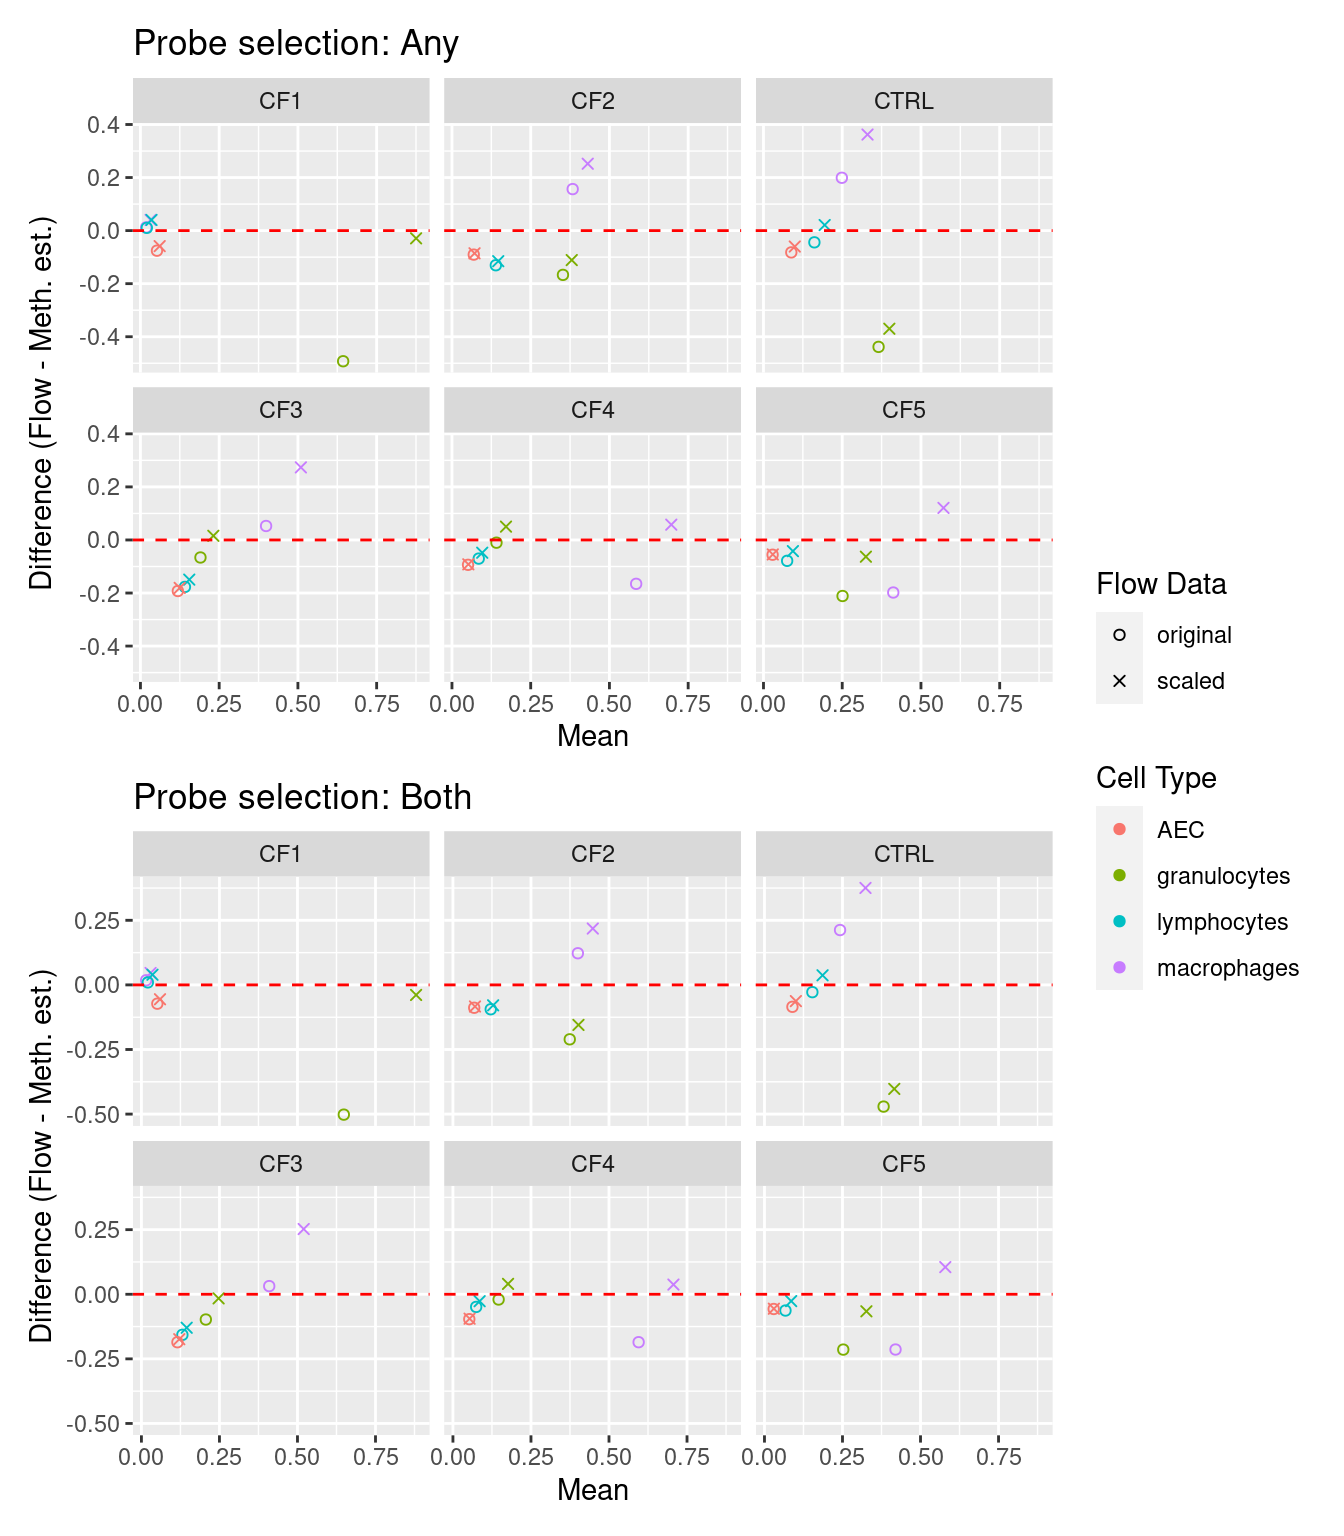 Probe selection: Any
CF1 CF2 CTRL
0.4
0.2
0.0
-0.2
-0.4
CF3 CF4 CF5
0.4
0.2
0.0
-0.2
-0.4
0.00 0.25 0.50 0.75 0.00 0.25 0.50 0.75 0.00 0.25 0.50 0.75
Mean
Difference (Flow - Meth. est.)
Probe selection: Both
CF1 CF2 CTRL
0.25
0.00
-0.25
-0.50
CF3 CF4 CF5
0.25
0.00
-0.25
-0.50
0.00 0.25 0.50 0.75 0.00 0.25 0.50 0.75 0.00 0.25 0.50 0.75
Mean
Difference (Flow - Meth. est.)
Flow Data
original
scaled
Cell Type
AEC
granulocytes
lymphocytes
macrophages